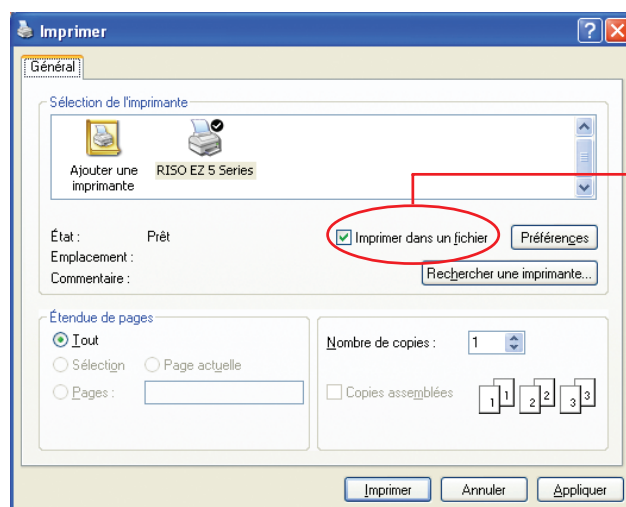 Imprimer
Général
Sélection de l'imprimante
Ajouter une imprimante
RISO EZ 5 Series
État : Prêt
Emplacement :
Commentaire :
Imprimer dans un fichier
Préférences
Rechercher une imprimante...
Étendue de pages
Tout
Sélection
Page actuelle
Pages :
Nombre de copies : 1
Copies assemblées
1 1 2 2 3 3
Imprimer
Annuler
Appliquer